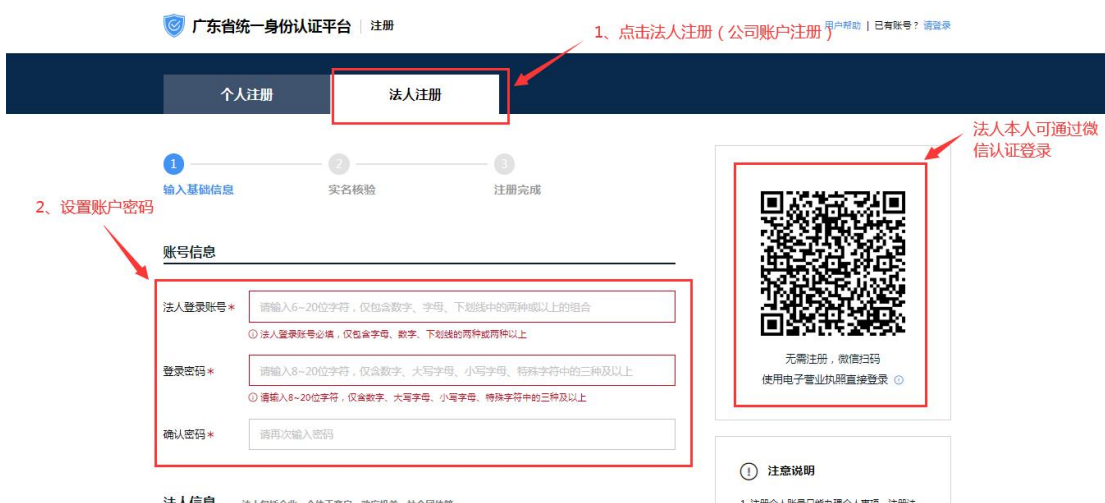 广东省统一身份认证平台 注册
1、点击法人注册（公司账户注册）
用户帮助 | 已有账号？请登录
个人注册
法人注册
法人本人可通过微
信认证登录
1
2
3
输入基础信息
实名核验
注册完成
2、设置账户密码
账号信息
法人登录账号*
请输入6~20位字符，仅包含数字、字母、下划线中的两种或以上的组合
法人登录账号必填，仅包含字母、数字、下划线的两种或两种以上
登录密码*
请输入8~20位字符，仅含数字、大写字母、小写字母、特殊字符中的三种及以上
请输入8~20位字符，仅含数字、大写字母、小写字母、特殊字符中的三种及以上
确认密码*
请再次输入密码
无需注册，微信扫码
使用电子营业执照直接登录
注意说明
法人信息